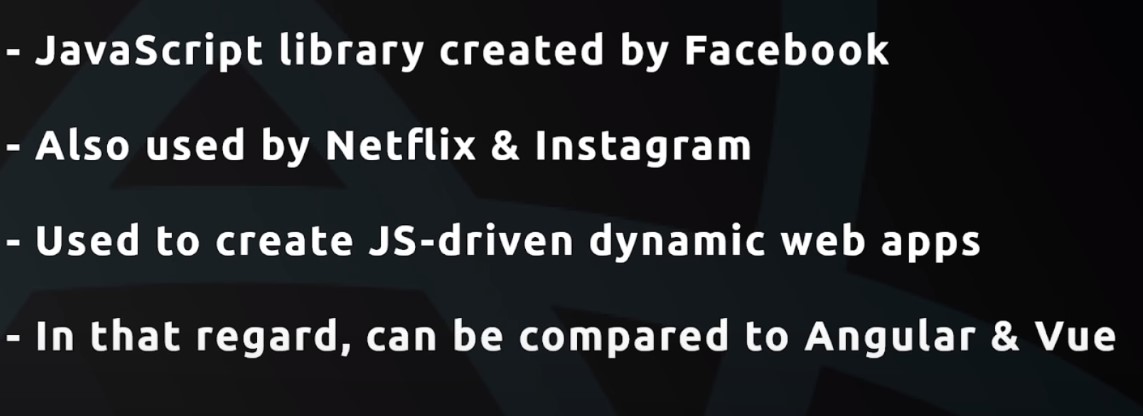 - JavaScript library created by Facebook
- Also used by Netflix & Instagram
- Used to create JS-driven dynamic web apps
- In that regard, can be compared to Angular & Vue